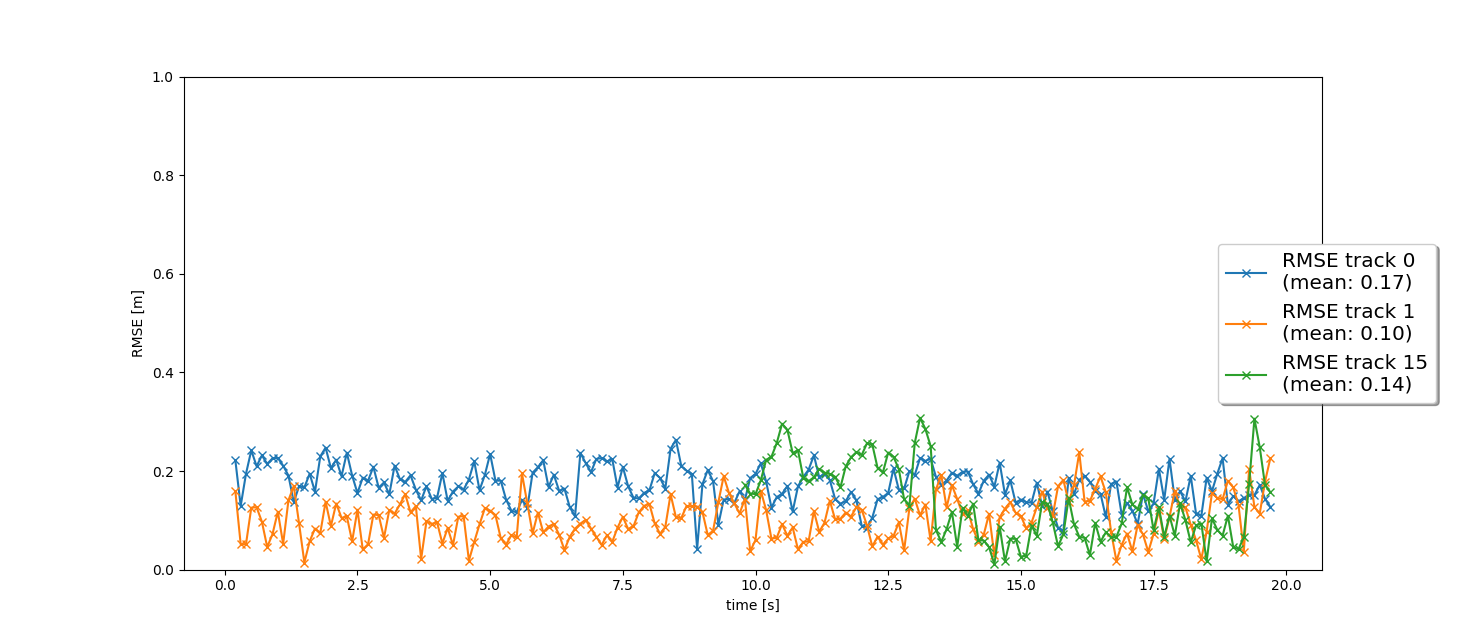 1.0
0.8
0.6
0.4
0.2
0.0
RMSE [m]
0.0 2.5 5.0 7.5 10.0 12.5 15.0 17.5 20.0
time [s]
RMSE track 0
(mean: 0.17)
RMSE track 1
(mean: 0.10)
RMSE track 15
(mean: 0.14)